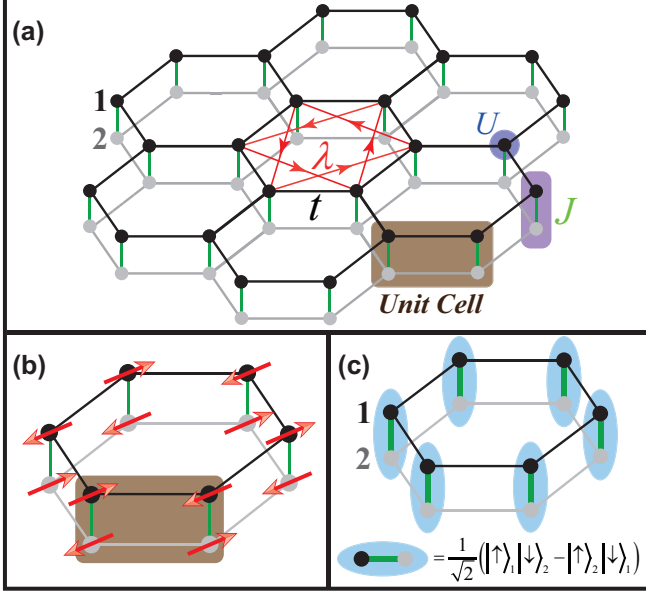 (a)
1
2
λ
U
t
J
Unit Cell
(b)
(c)
1
2
= 1/√2 (|↑⟩₁|↓⟩₂ − |↑⟩₂|↓⟩₁)